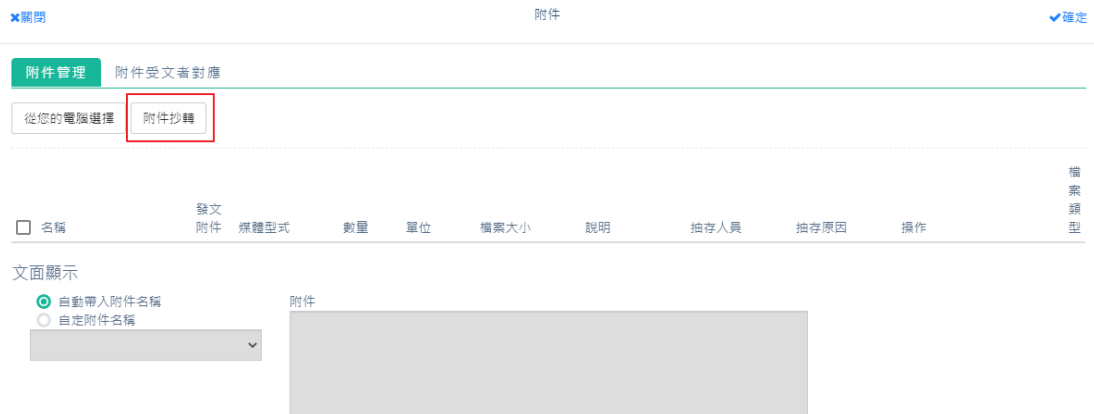 ✖關閉 附件 ✔確定
附件管理 附件受文者對應
從您的電腦選擇 附件抄轉
名稱 發文附件 媒體型式 數量 單位 檔案大小 說明 抽存人員 抽存原因 操作 檔案類型
文面顯示
自動帶入附件名稱 附件
自定附件名稱